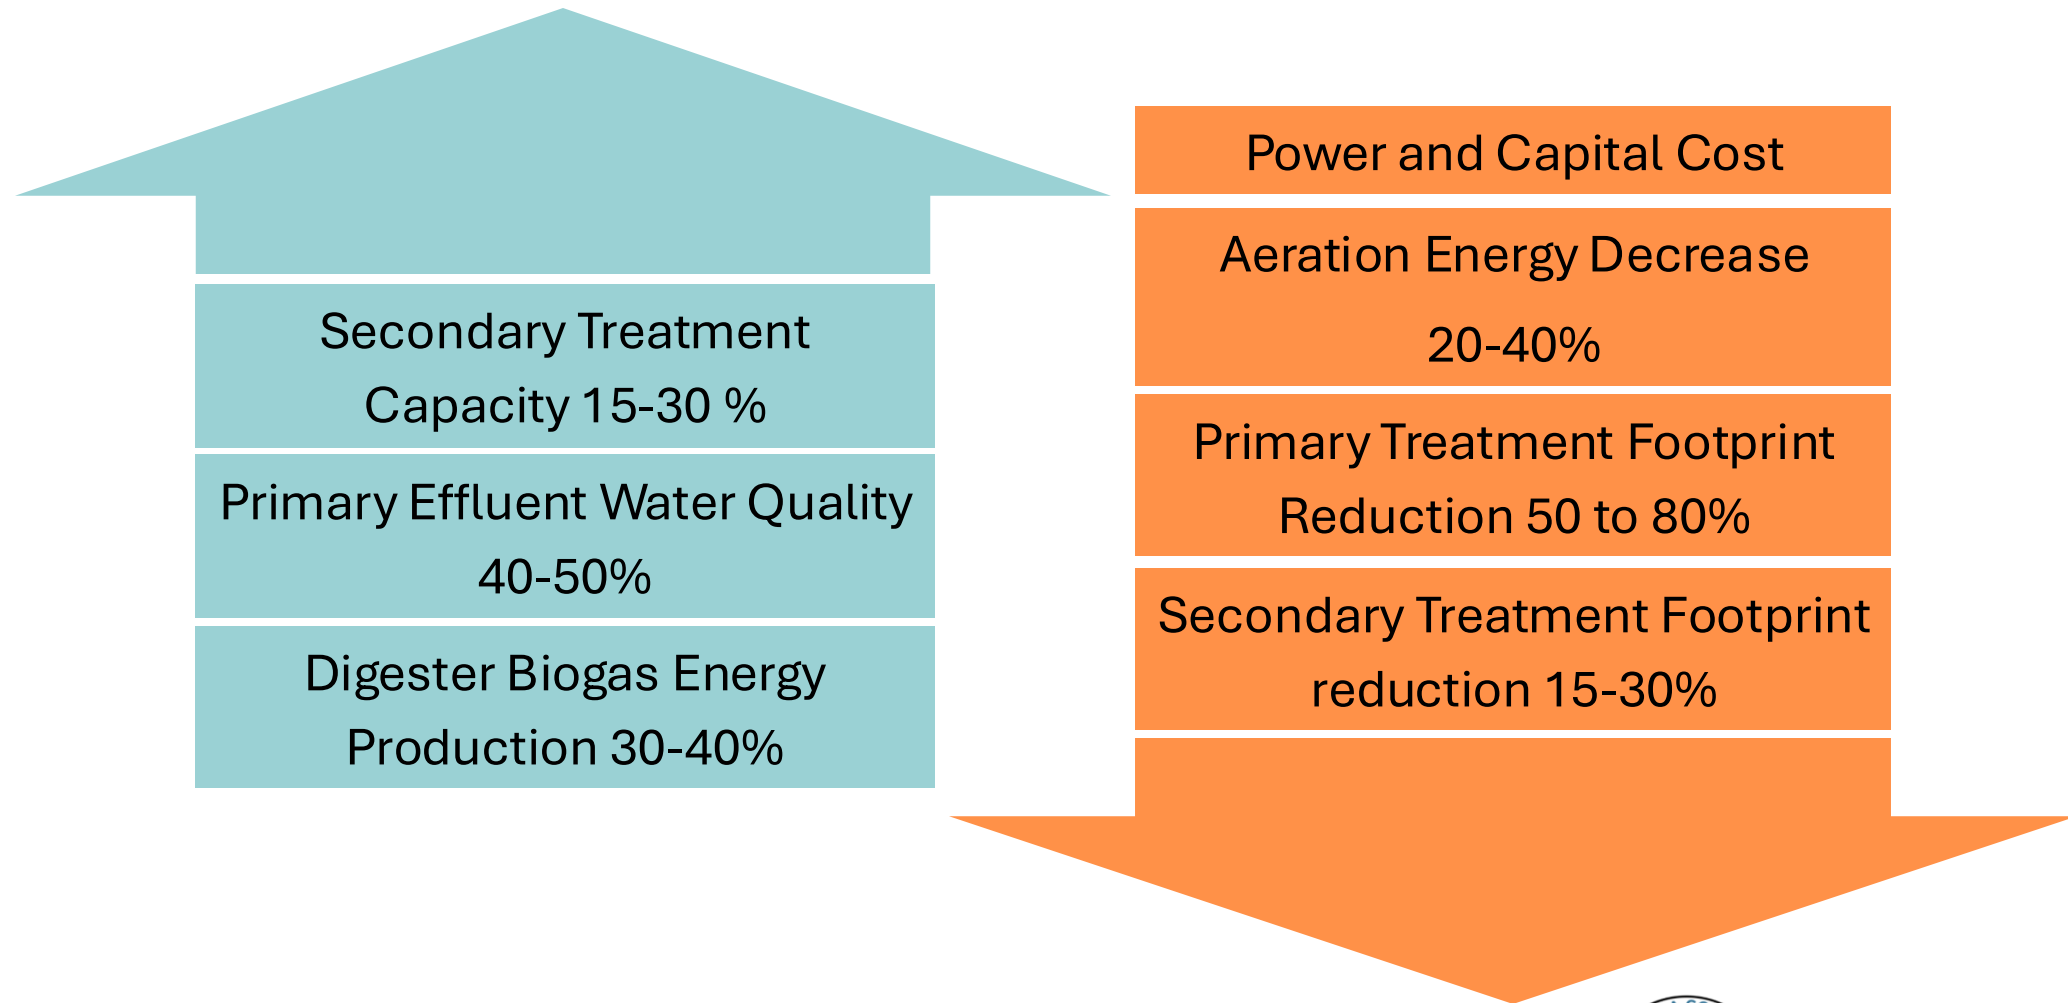 Secondary Treatment
Capacity 15-30 %
Primary Effluent Water Quality
40-50%
Digester Biogas Energy
Production 30-40%
Power and Capital Cost
Aeration Energy Decrease
20-40%
Primary Treatment Footprint
Reduction 50 to 80%
Secondary Treatment Footprint
reduction 15-30%